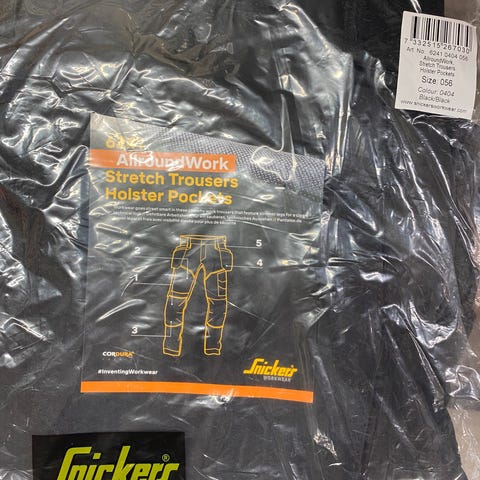 7 332515 267030
Art. No. 6241 0404 056
AllroundWork,
Stretch Trousers
Holster Pockets
Size: 056
Colour: 0404
Black/Black
www.snickersworkwear.com
AllroundWork
Stretch Trousers
Holster Pockets
2
5
4
1
3
CORDURA
#InventingWorkwear
Snickers
WORKWEAR
Snickers